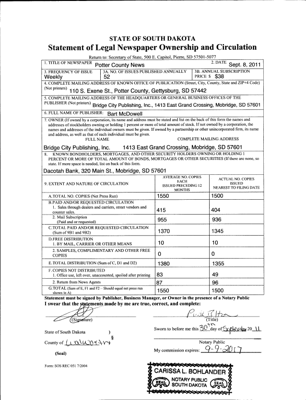 STATE OF SOUTH DAKOTA
Statement of Legal Newspaper Ownership and Circulation
Return to: Secretary of State, 500 E. Capitol, Pierre, SD 57501-5077
1. TITLE OF NEWSPAPER Potter County News
2. DATE Sept. 8, 2011
3. FREQUENCY OF ISSUE
Weekly
3A. NO. OF ISSUES PUBLISHED ANNUALLY
52
3B. ANNUAL SUBSCRIPTION
PRICE $ $38
4. COMPLETE MAILING ADDRESS OF KNOWN OFFICE OF PUBLICATION (Street, City, County, State and ZIP+4 Code)
(Not printers) 110 S. Exene St., Potter County, Gettysburg, SD 57442
5. COMPLETE MAILING ADDRESS OF THE HEADQUARTERS OF GENERAL BUSINESS OFFICE OF THE
PUBLISHER (Not printers) Bridge City Publishing, Inc., 1413 East Grand Crossing, Mobridge, SD 57601
6. FULL NAME OF PUBLISHER: Bart McDowell
7. OWNER (If owned by a corporation, its name and address must be stated and list on the back of this form the names and
addresses of stockholders owning or holding 1 percent or more of total amount of stock. If not owned by a corporation, the
names and addresses of the individual owners must be given. If owned by a partnership or other unincorporated firm, its name
and address, as well as that of each individual must be given.
FULL NAME
COMPLETE MAILING ADDRESS
Bridge City Publishing, Inc. 1413 East Grand Crossing, Mobridge, SD 57601
8. KNOWN BONDHOLDERS, MORTGAGES, AND OTHER SECURITY HOLDERS OWNING OR HOLDING 1
PERCENT OR MORE OF TOTAL AMOUNT OF BONDS, MORTGAGES OR OTHER SECURITIES (If there are none, so
state. If more space is needed, list on back of this form.
Dacotah Bank, 320 Main St., Mobridge, SD 57601
9. EXTENT AND NATURE OF CIRCULATION
AVERAGE NO. COPIES
EACH
ISSUES PRECEDING 12
MONTHS
ACTUAL NO. COPIES
ISSUED
NEAREST TO FILING DATE
A. TOTAL NO. COPIES (Net Press Run) 1550 1500
B. PAID AND/OR REQUESTED CIRCULATION
1. Sales through dealers and carriers, street vendors and
counter sales 415 404
2. Mail Subscription
(Paid and or requested) 955 936
C. TOTAL PAID AND/OR REQUESTED CIRCULATION
(Sum of 9B1 and 9B2) 1370 1345
D. FREE DISTRIBUTION
1. BY MAIL, CARRIER OR OTHER MEANS 10 10
2. SAMPLES, COMPLIMENTARY AND OTHER FREE
COPIES 0 0
E. TOTAL DISTRIBUTION (Sum of C, D1 and D2) 1380 1355
F. COPIES NOT DISTRIBUTED
1. Office use, left over, unaccounted, spoiled after printing 83 49
2. Return from News Agents 87 96
G. TOTAL (Sum of E, F1 and F2 - Should equal net press run
shown in A) 1550 1500
Statement must be signed by Publisher, Business Manager, or Owner in the presence of a Notary Public
I swear that the statements made by me are true, correct, and complete:
(Signature)
(Title)
State of South Dakota )
Sworn to before me this 30th day of September 20 11
County of Walworth )
Notary Public
(Seal)
My commission expires: 9-9-2017
Form: SOS REC 051 7/2004
CARISSA L. BOHLANDER
SEAL NOTARY PUBLIC SEAL
SOUTH DAKOTA